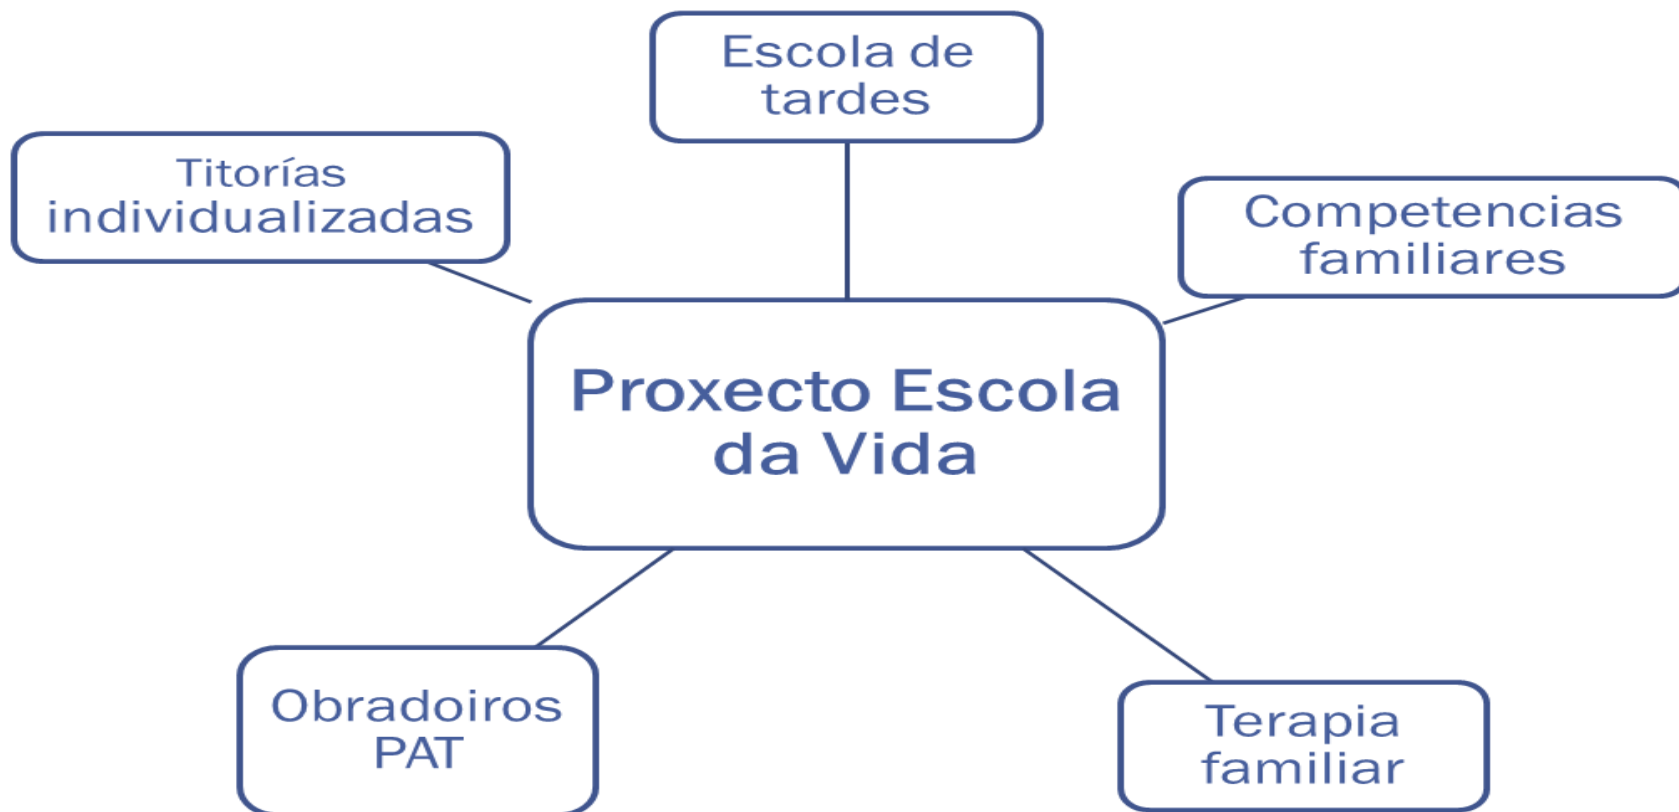 Escola de
tardes
Titorías
individualizadas
Competencias
familiares
Proxecto Escola
da Vida
Obradoiros
PAT
Terapia
familiar